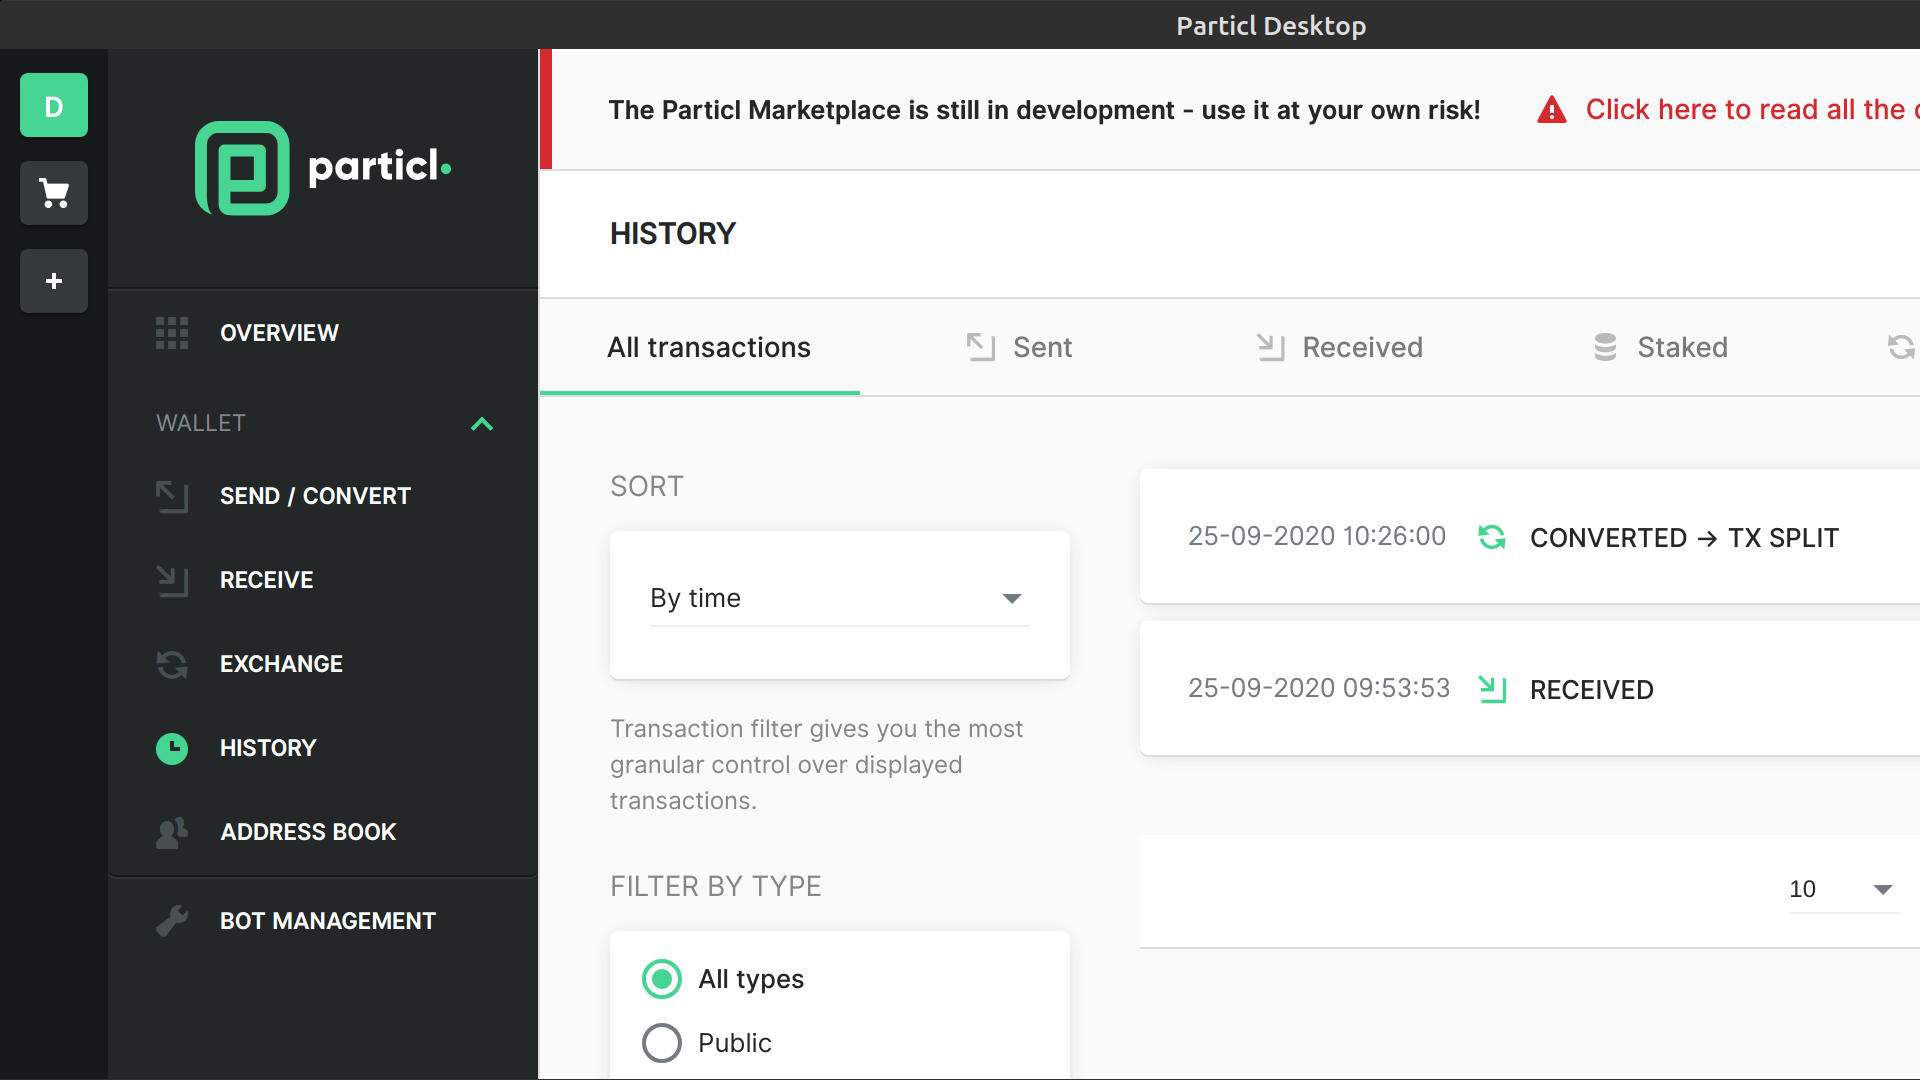 Particl Desktop
D
particl
The Particl Marketplace is still in development - use it at your own risk!
Click here to read all the
+
HISTORY
OVERVIEW
All transactions
Sent
Received
Staked
WALLET
SEND / CONVERT
RECEIVE
EXCHANGE
HISTORY
ADDRESS BOOK
BOT MANAGEMENT
SORT
By time
Transaction filter gives you the most
granular control over displayed
transactions.
FILTER BY TYPE
All types
Public
25-09-2020 10:26:00 CONVERTED → TX SPLIT
25-09-2020 09:53:53 RECEIVED
10